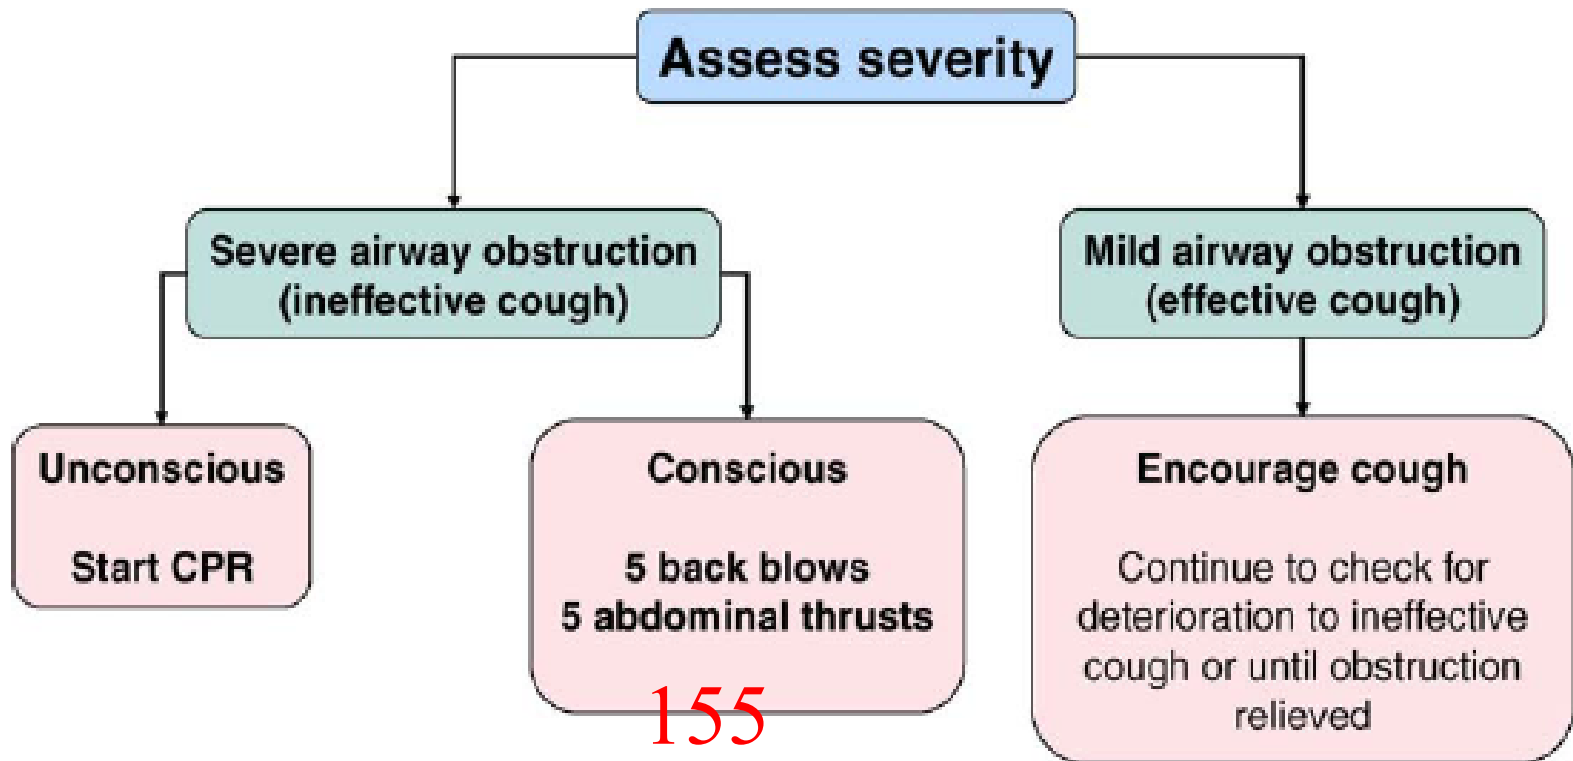 Assess severity
Severe airway obstruction
(ineffective cough)
Mild airway obstruction
(effective cough)
Unconscious
Start CPR
Conscious
5 back blows
5 abdominal thrusts
Encourage cough
Continue to check for
deterioration to ineffective
cough or until obstruction
relieved
155